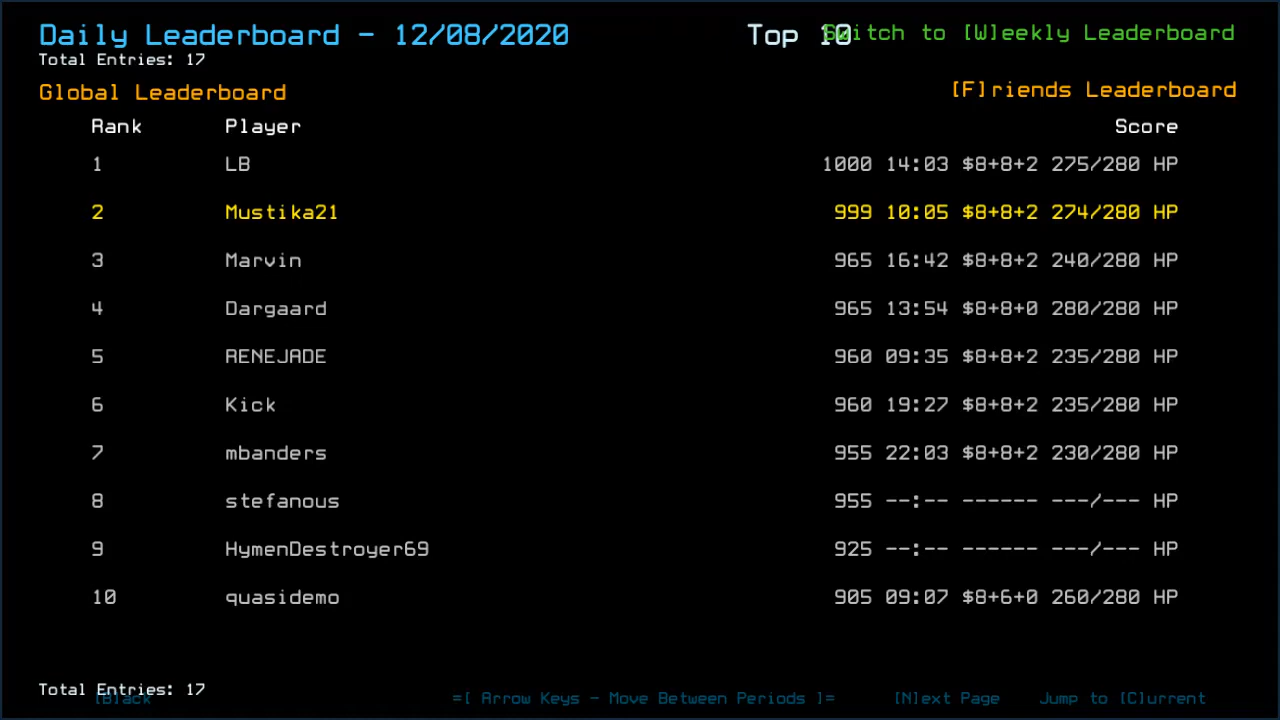 Daily Leaderboard - 12/08/2020 Top 10 Switch to [W]eekly Leaderboard
Total Entries: 17
Global Leaderboard [F]riends Leaderboard
Rank Player Score
1 LB 1000 14:03 $8+8+2 275/280 HP
2 Mustika21 999 10:05 $8+8+2 274/280 HP
3 Marvin 965 16:42 $8+8+2 240/280 HP
4 Dargaard 965 13:54 $8+8+0 280/280 HP
5 RENEJADE 960 09:35 $8+8+2 235/280 HP
6 Kick 960 19:27 $8+8+2 235/280 HP
7 mbanders 955 22:03 $8+8+2 230/280 HP
8 stefanous 955 --:-- ------ ---/--- HP
9 HymenDestroyer69 925 --:-- ------ ---/--- HP
10 quasidemo 905 09:07 $8+6+0 260/280 HP
Total Entries: 17
[B]ack =[ Arrow Keys - Move Between Periods ]= [N]ext Page Jump to [C]urrent